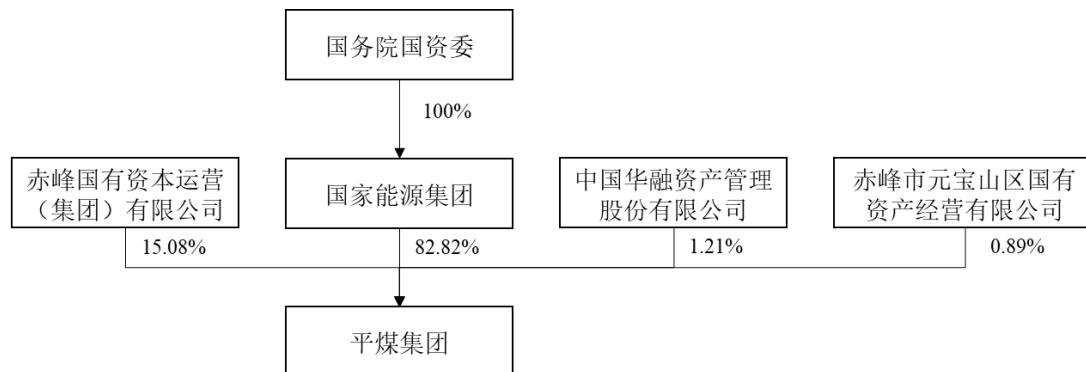 国务院国资委
100%
赤峰国有资本运营
（集团）有限公司
国家能源集团
中国华融资产管理
股份有限公司
赤峰市元宝山区国有
资产经营有限公司
15.08%
82.82%
1.21%
0.89%
平煤集团